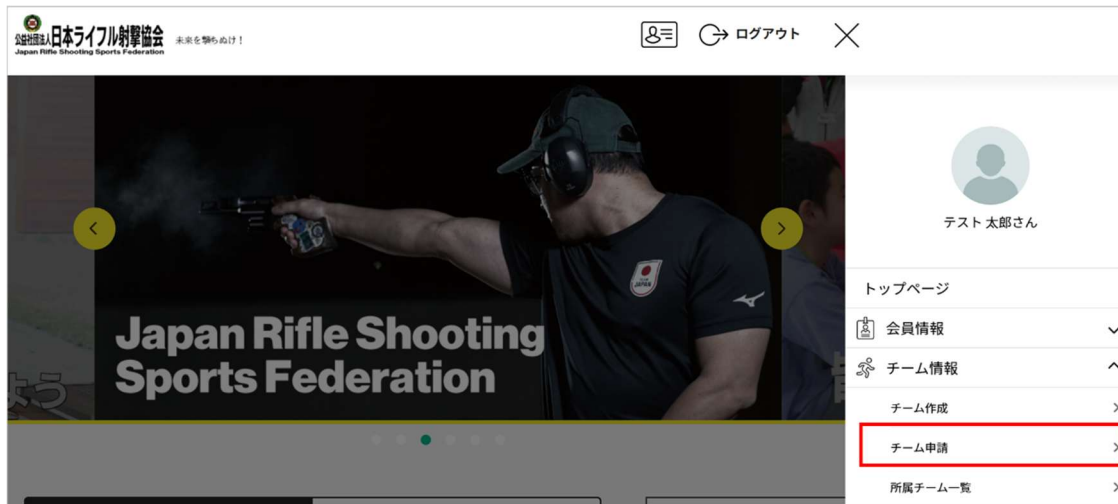 公益社団法人日本ライフル射撃協会
Japan Rifle Shooting Sports Federation
未来を撃ちぬけ！
ログアウト
テスト 太郎さん
Japan Rifle Shooting
Sports Federation
JAPAN
よう
トップページ
会員情報
チーム情報
チーム作成
チーム申請
所属チーム一覧